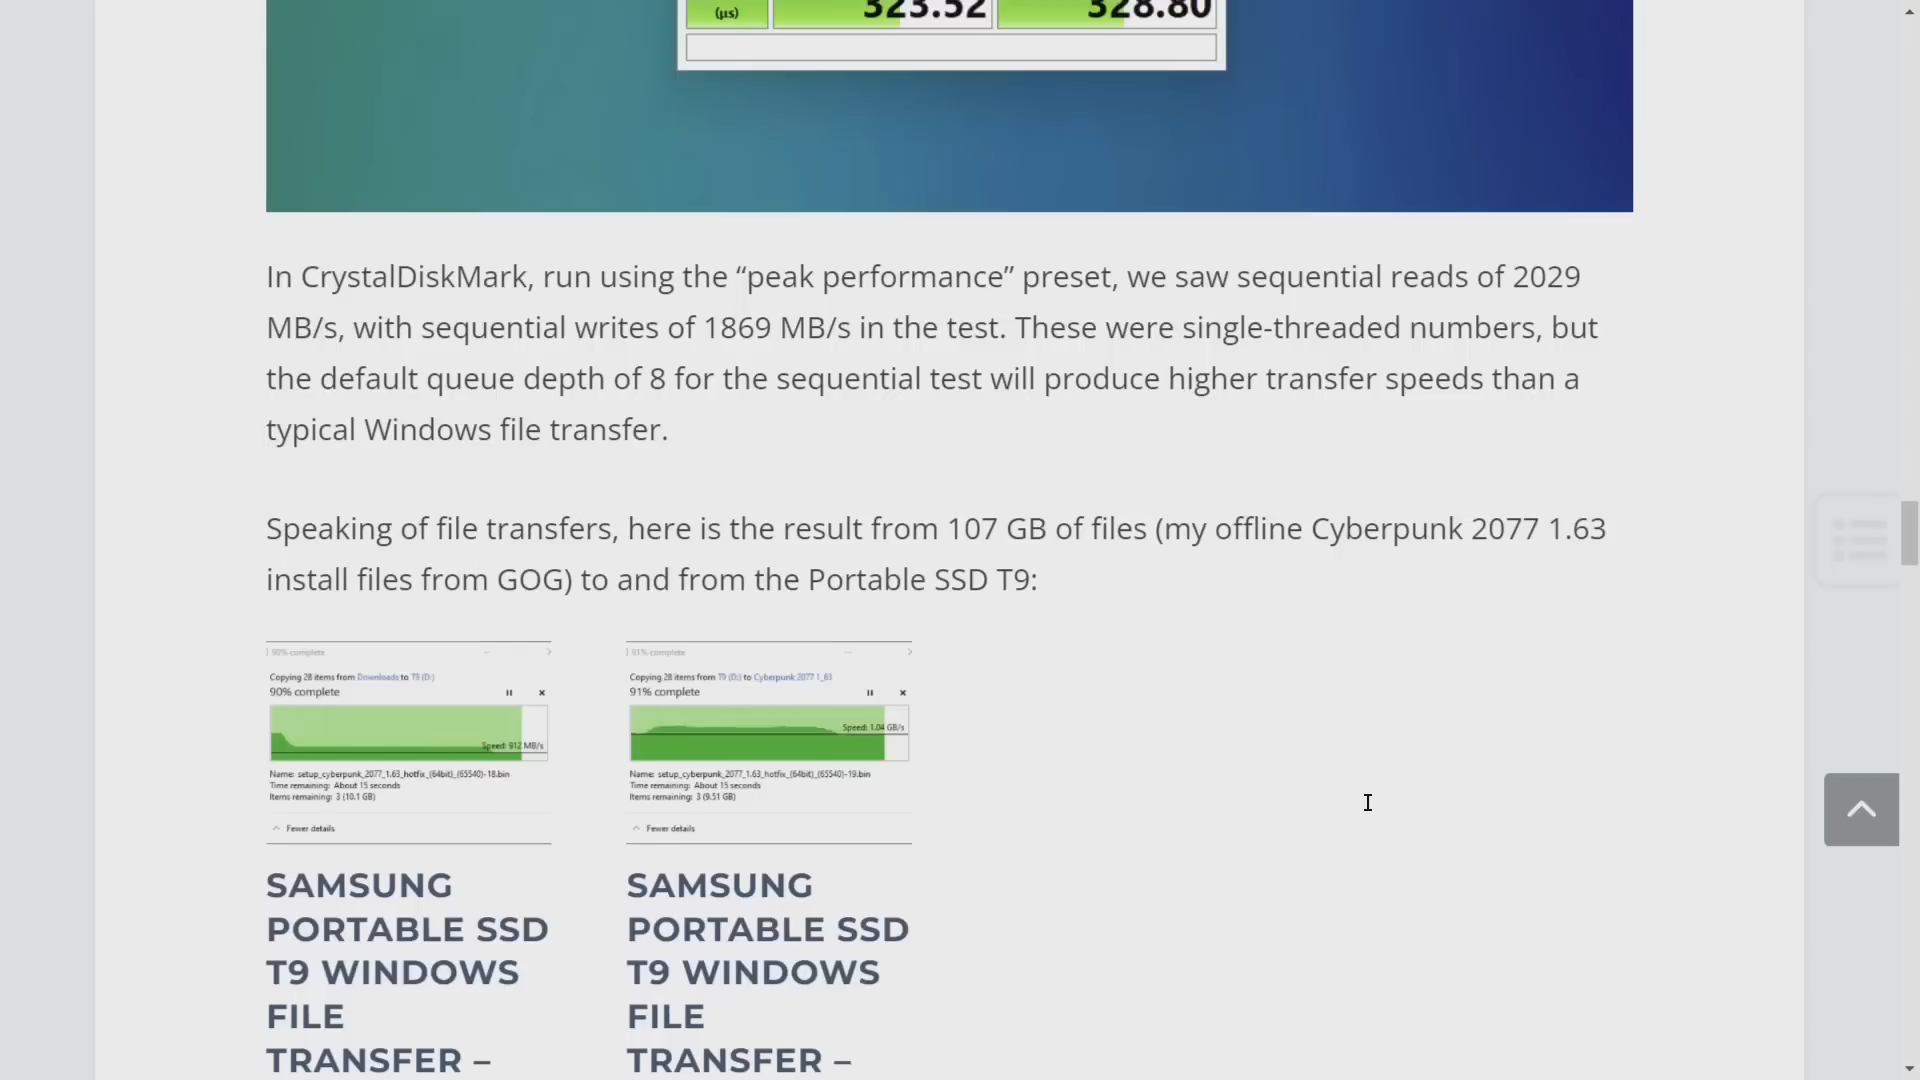 (μs) 323.52 328.80
In CrystalDiskMark, run using the “peak performance” preset, we saw sequential reads of 2029
MB/s, with sequential writes of 1869 MB/s in the test. These were single-threaded numbers, but
the default queue depth of 8 for the sequential test will produce higher transfer speeds than a
typical Windows file transfer.
Speaking of file transfers, here is the result from 107 GB of files (my offline Cyberpunk 2077 1.63
install files from GOG) to and from the Portable SSD T9:
90% complete
Copying 28 items from Downloads to T9 (D:)
90% complete
Speed: 912 MB/s
Name: setup_cyberpunk_2077_1.63_hotfix_(64bit)_(65540)-18.bin
Time remaining: About 15 seconds
Items remaining: 3 (10.1 GB)
Fewer details
SAMSUNG
PORTABLE SSD
T9 WINDOWS
FILE
TRANSFER –
91% complete
Copying 28 items from T9 (D:) to Cyberpunk 2077 1_63
91% complete
Speed: 1.04 GB/s
Name: setup_cyberpunk_2077_1.63_hotfix_(64bit)_(65540)-19.bin
Time remaining: About 15 seconds
Items remaining: 3 (9.51 GB)
Fewer details
SAMSUNG
PORTABLE SSD
T9 WINDOWS
FILE
TRANSFER –